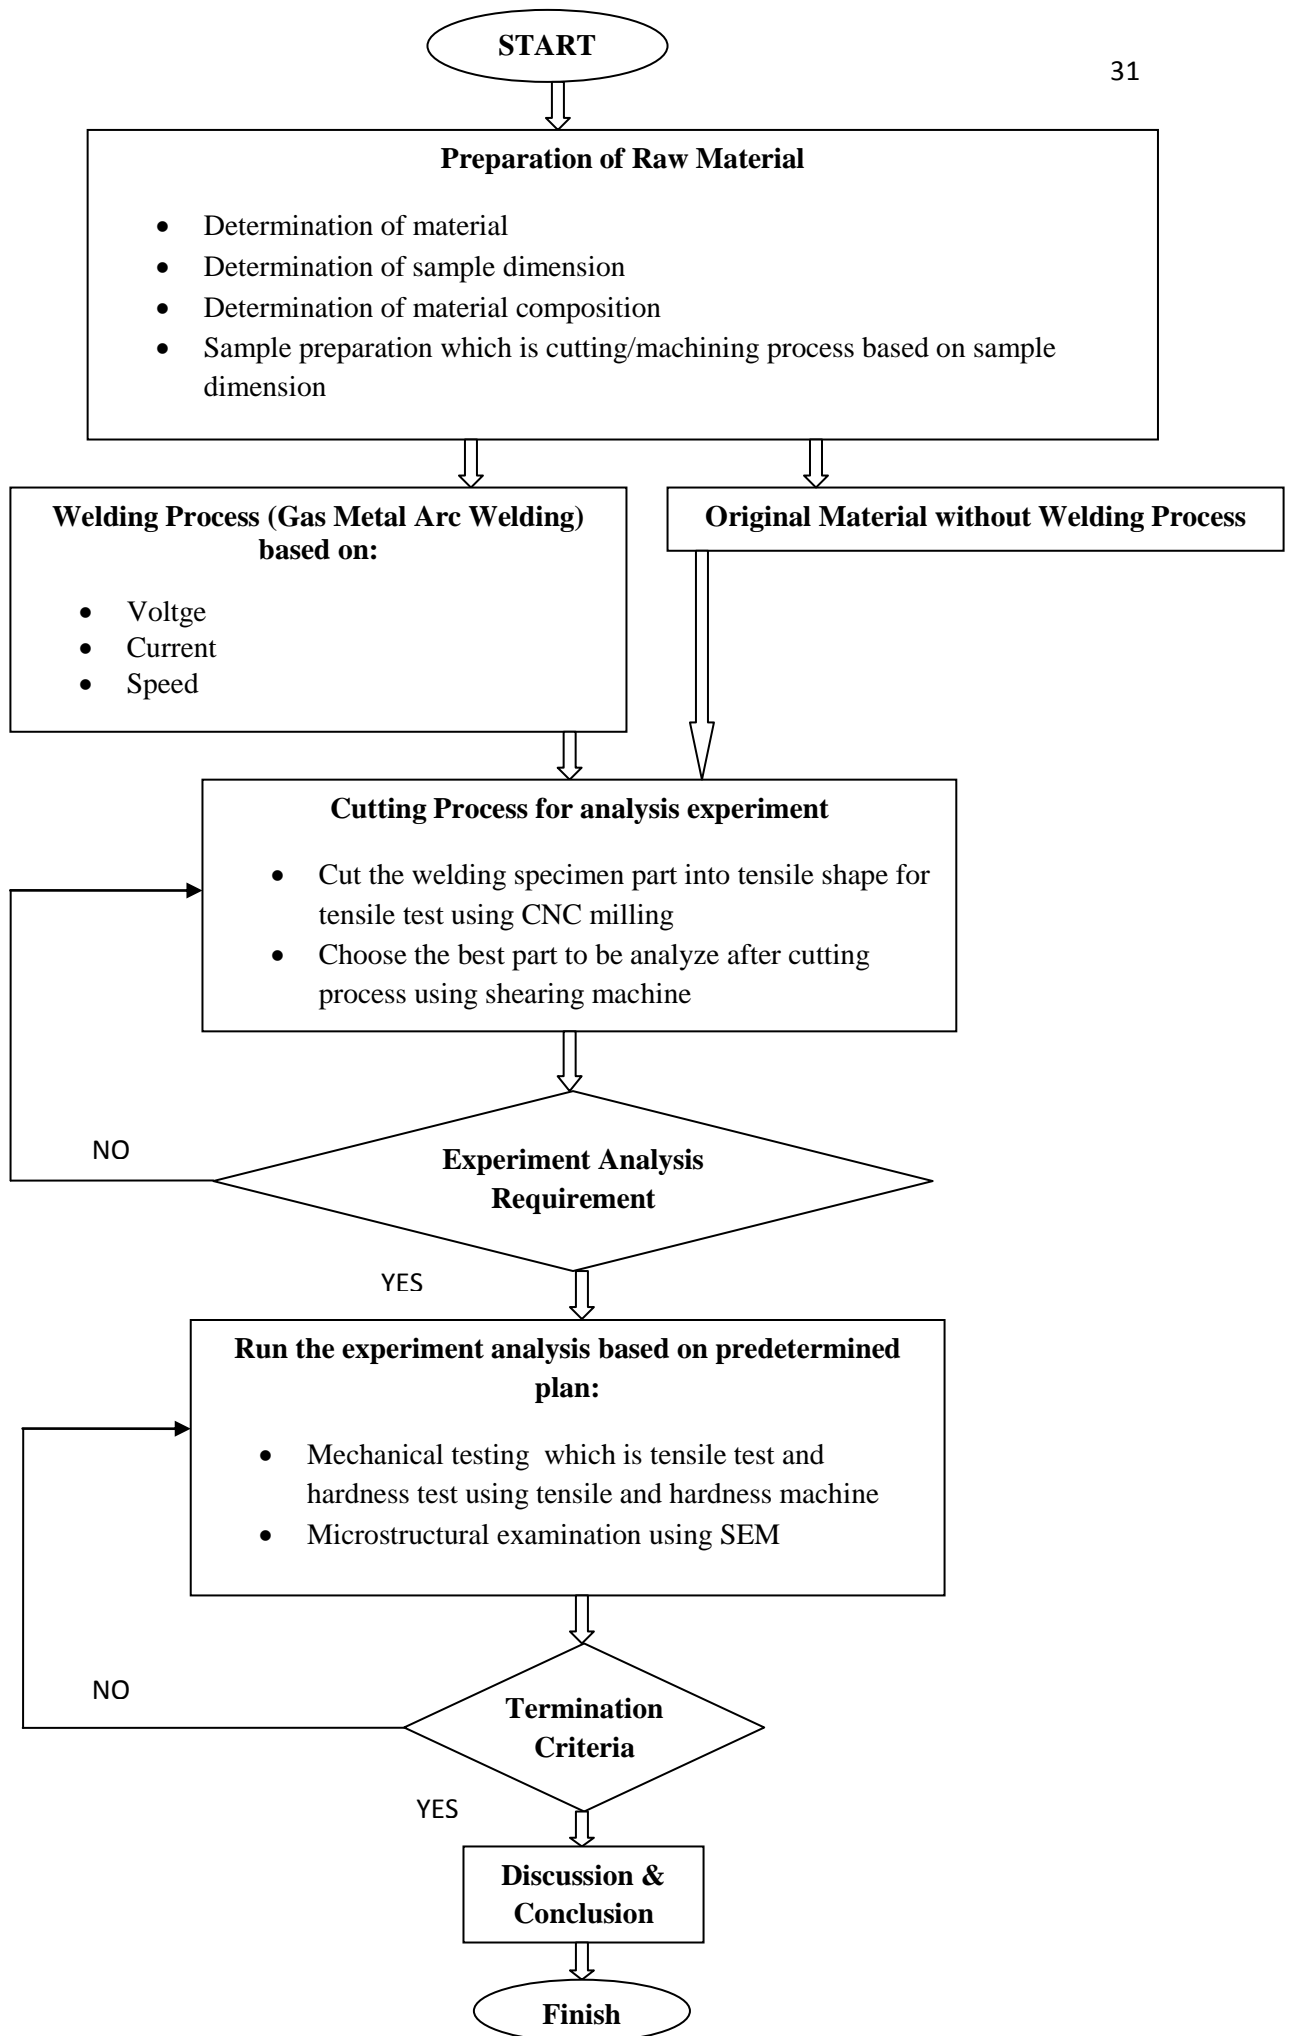 START
31
Preparation of Raw Material
• Determination of material
• Determination of sample dimension
• Determination of material composition
• Sample preparation which is cutting/machining process based on sample
dimension
Welding Process (Gas Metal Arc Welding)
based on:
• Voltge
• Current
• Speed
Original Material without Welding Process
Cutting Process for analysis experiment
• Cut the welding specimen part into tensile shape for
tensile test using CNC milling
• Choose the best part to be analyze after cutting
process using shearing machine
NO
Experiment Analysis
Requirement
YES
Run the experiment analysis based on predetermined
plan:
• Mechanical testing  which is tensile test and
hardness test using tensile and hardness machine
• Microstructural examination using SEM
NO
Termination
Criteria
YES
Discussion &
Conclusion
Finish